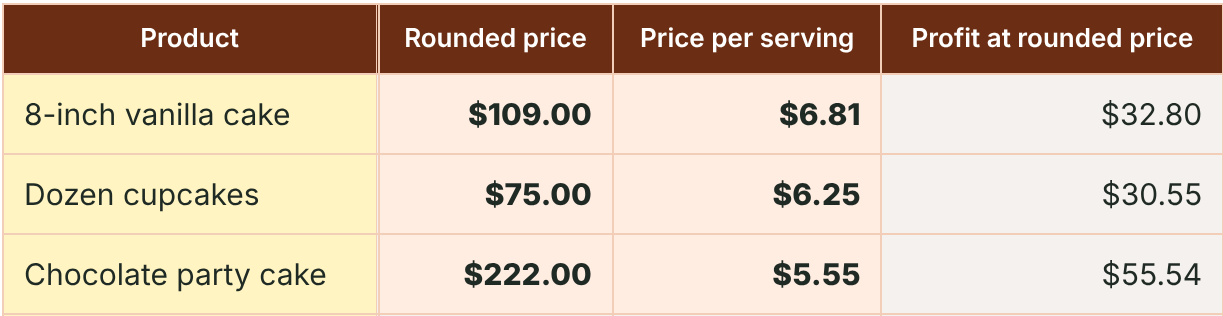 Product Rounded price Price per serving Profit at rounded price
8-inch vanilla cake $109.00 $6.81 $32.80
Dozen cupcakes $75.00 $6.25 $30.55
Chocolate party cake $222.00 $5.55 $55.54